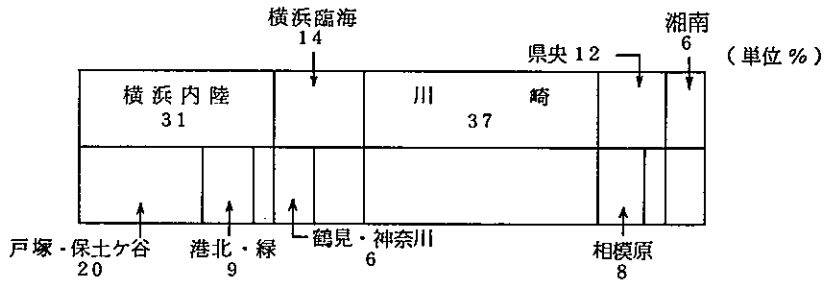 横浜臨海
14
湘南
6
県央12
(単位%)
横浜内陸
31
川崎
37
戸塚・保土ケ谷
20
港北・緑
9
鶴見・神奈川
6
相模原
8